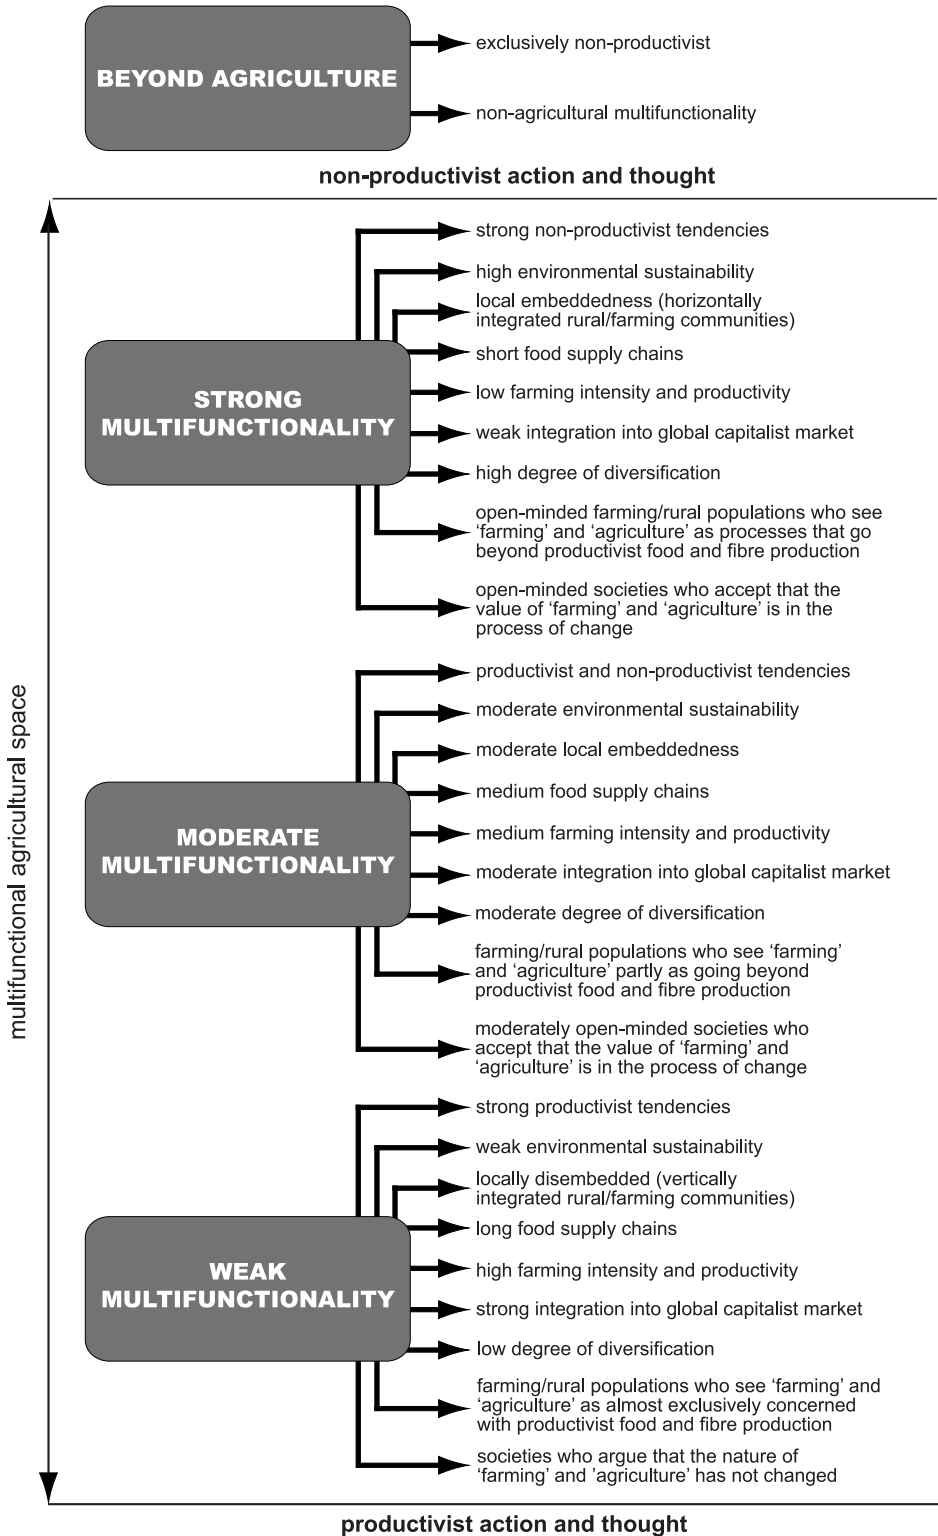 BEYOND AGRICULTURE
exclusively non-productivist
non-agricultural multifunctionality
non-productivist action and thought
multifunctional agricultural space
STRONG
MULTIFUNCTIONALITY
strong non-productivist tendencies
high environmental sustainability
local embeddedness (horizontally
integrated rural/farming communities)
short food supply chains
low farming intensity and productivity
weak integration into global capitalist market
high degree of diversification
open-minded farming/rural populations who see
‘farming’ and ‘agriculture’ as processes that go
beyond productivist food and fibre production
open-minded societies who accept that the
value of ‘farming’ and ‘agriculture’ is in the
process of change
MODERATE
MULTIFUNCTIONALITY
productivist and non-productivist tendencies
moderate environmental sustainability
moderate local embeddedness
medium food supply chains
medium farming intensity and productivity
moderate integration into global capitalist market
moderate degree of diversification
farming/rural populations who see ‘farming’
and ‘agriculture’ partly as going beyond
productivist food and fibre production
moderately open-minded societies who
accept that the value of ‘farming’ and
‘agriculture’ is in the process of change
WEAK
MULTIFUNCTIONALITY
strong productivist tendencies
weak environmental sustainability
locally disembedded (vertically
integrated rural/farming communities)
long food supply chains
high farming intensity and productivity
strong integration into global capitalist market
low degree of diversification
farming/rural populations who see ‘farming’ and
‘agriculture’ as almost exclusively concerned
with productivist food and fibre production
societies who argue that the nature of
‘farming’ and ’agriculture’ has not changed
productivist action and thought